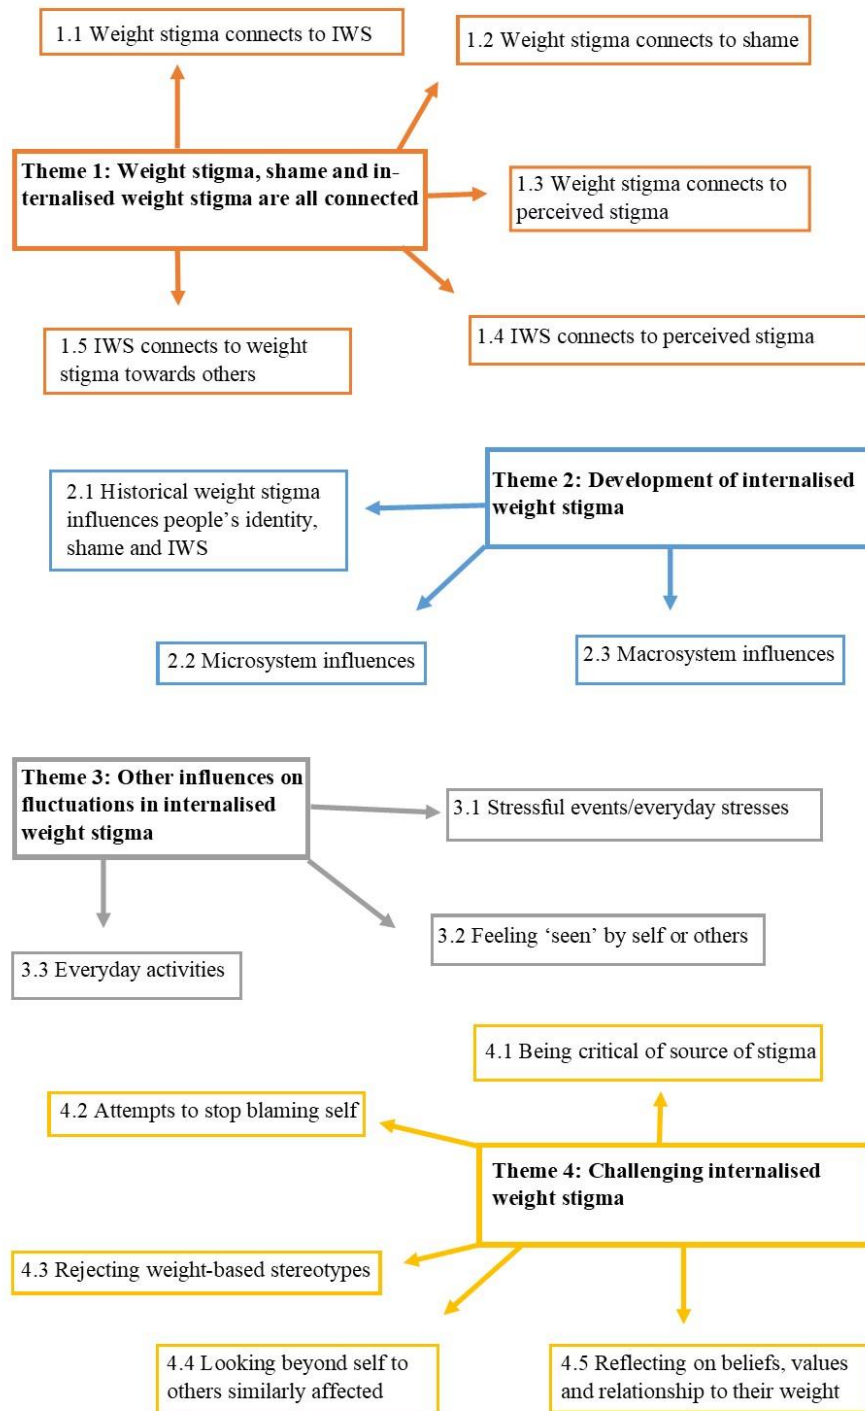 1.1 Weight stigma connects to IWS
1.2 Weight stigma connects to shame
Theme 1: Weight stigma, shame and in-
ternalised weight stigma are all connected
1.3 Weight stigma connects to
perceived stigma
1.5 IWS connects to weight
stigma towards others
1.4 IWS connects to perceived stigma
2.1 Historical weight stigma
influences people’s identity,
shame and IWS
Theme 2: Development of internalised
weight stigma
2.2 Microsystem influences
2.3 Macrosystem influences
Theme 3: Other influences on
fluctuations in internalised
weight stigma
3.1 Stressful events/everyday stresses
3.2 Feeling ‘seen’ by self or others
3.3 Everyday activities
4.1 Being critical of source of stigma
4.2 Attempts to stop blaming self
Theme 4: Challenging internalised
weight stigma
4.3 Rejecting weight-based stereotypes
4.4 Looking beyond self to
others similarly affected
4.5 Reflecting on beliefs, values
and relationship to their weight